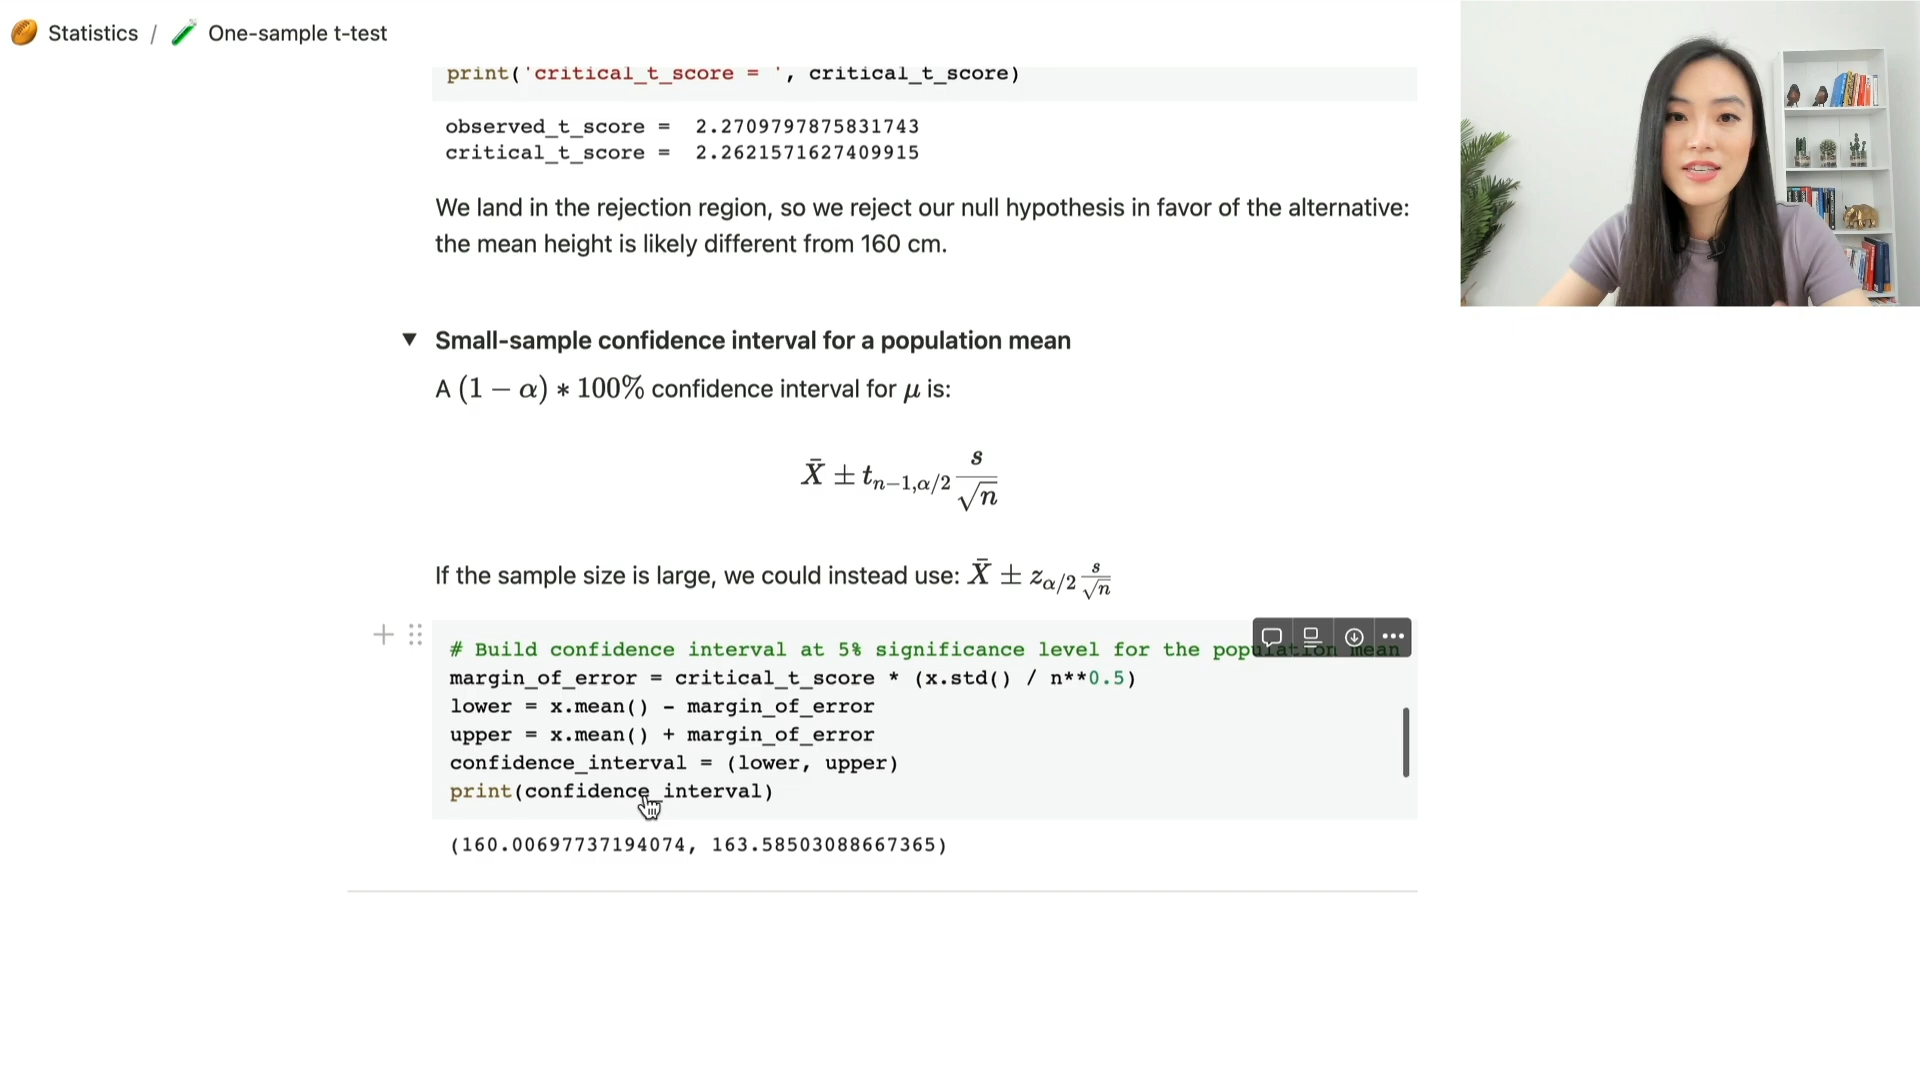 Statistics / One-sample t-test
print('critical_t_score = ', critical_t_score)
observed_t_score = 2.2709797875831743
critical_t_score = 2.2621571627409915
We land in the rejection region, so we reject our null hypothesis in favor of the alternative:
the mean height is likely different from 160 cm.
Small-sample confidence interval for a population mean
A (1 − α) ∗ 100% confidence interval for μ is:
X̄ ± t_{n−1,α/2} s/√n
If the sample size is large, we could instead use: X̄ ± z_{α/2} s/√n
# Build confidence interval at 5% significance level for the population mean
margin_of_error = critical_t_score * (x.std() / n**0.5)
lower = x.mean() - margin_of_error
upper = x.mean() + margin_of_error
confidence_interval = (lower, upper)
print(confidence_interval)
(160.00697737194074, 163.58503088667365)